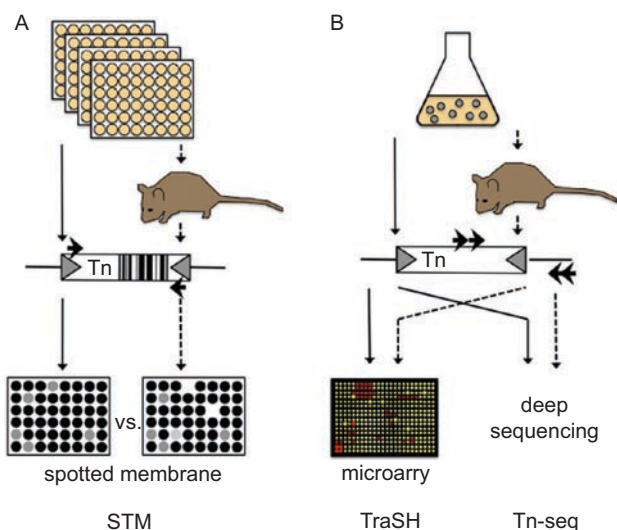 A
B
Tn
Tn
vs.
deep
sequencing
spotted membrane
microarry
STM
TraSH
Tn-seq